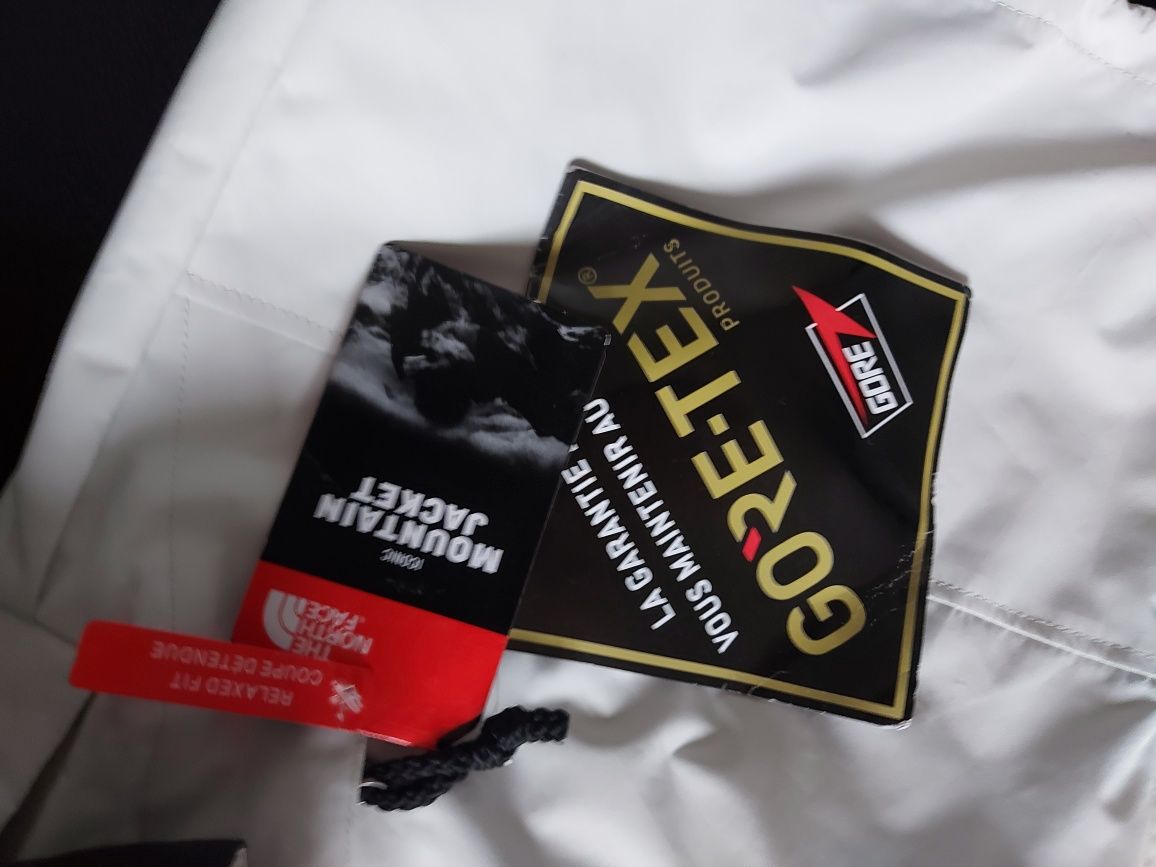 GORE
GORE-TEX®
PRODUITS
LA GARANTIE
VOUS MAINTENIR AU
ICONIC
MOUNTAIN
JACKET
THE
NORTH
FACE
RELAXED FIT
COUPE DÉTENDUE